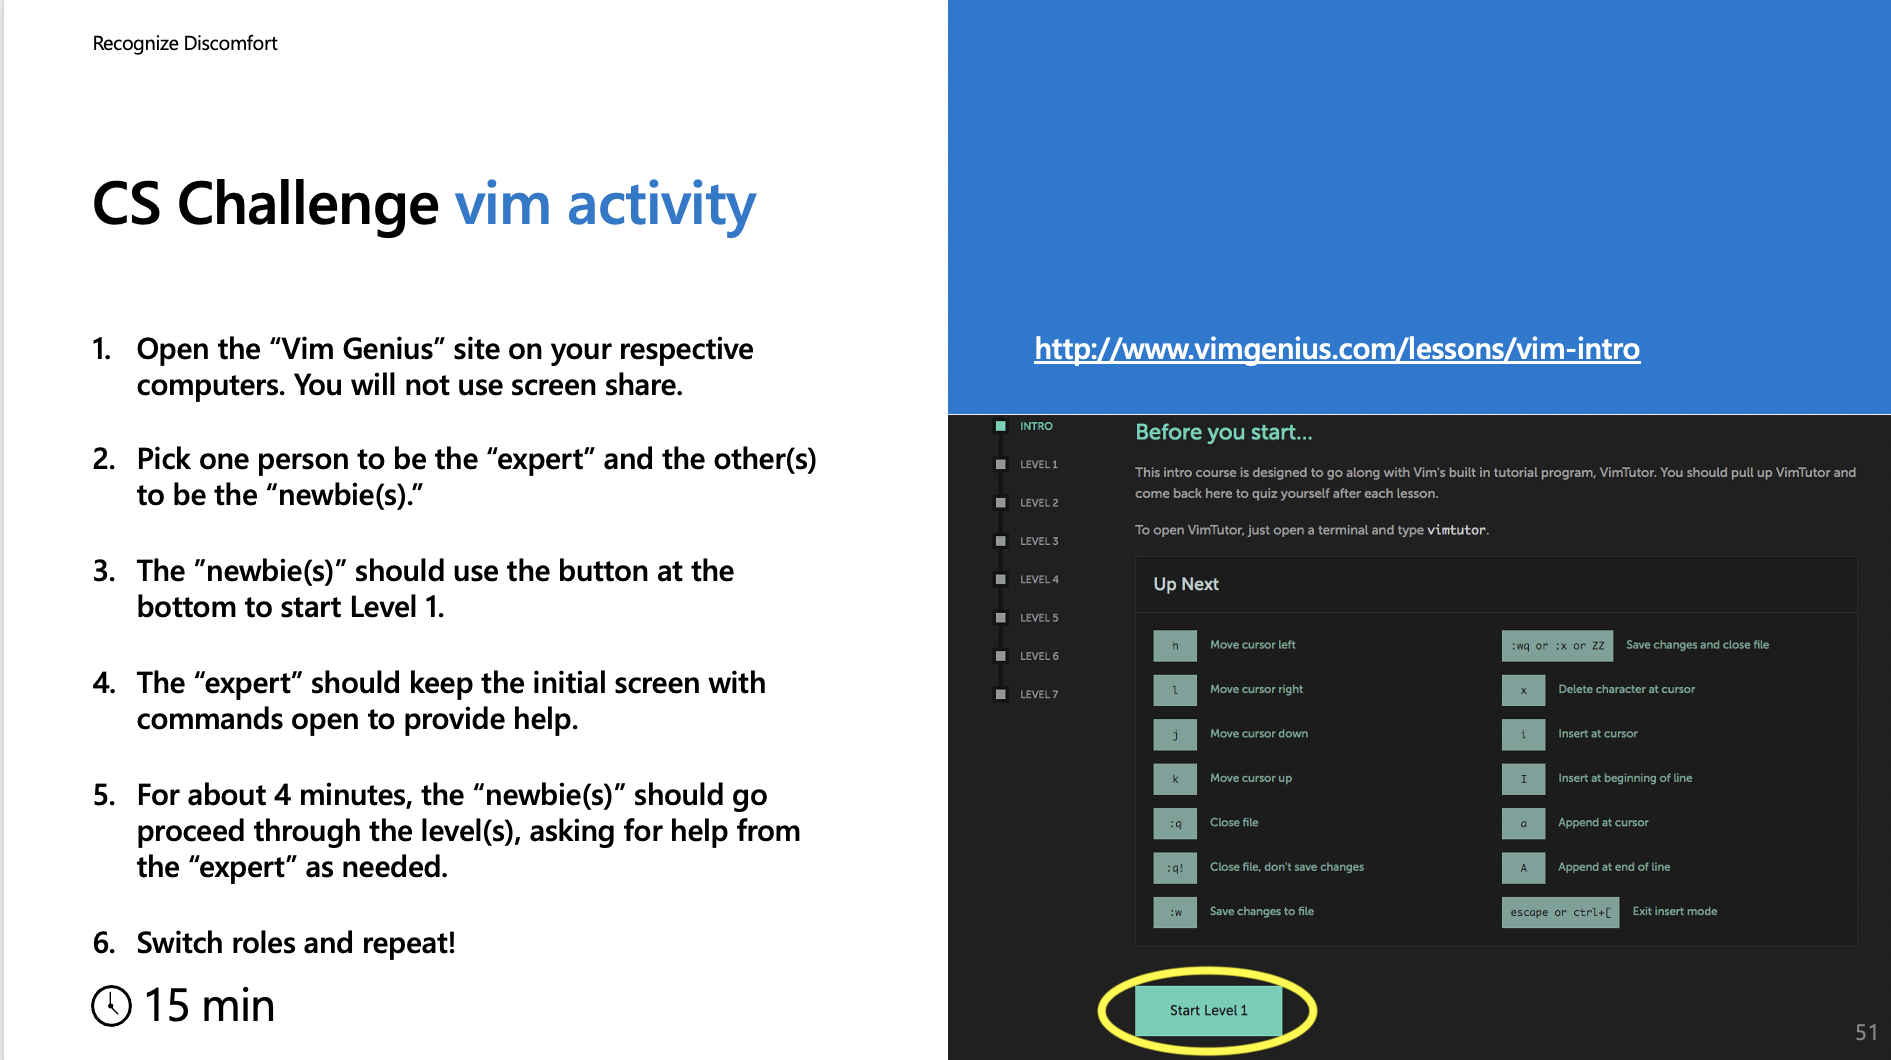 Recognize Discomfort
CS Challenge vim activity
1. Open the “Vim Genius” site on your respective
computers. You will not use screen share.
2. Pick one person to be the “expert” and the other(s)
to be the “newbie(s).”
3. The ”newbie(s)” should use the button at the
bottom to start Level 1.
4. The “expert” should keep the initial screen with
commands open to provide help.
5. For about 4 minutes, the “newbie(s)” should go
proceed through the level(s), asking for help from
the “expert” as needed.
6. Switch roles and repeat!
15 min
http://www.vimgenius.com/lessons/vim-intro
INTRO
LEVEL 1
LEVEL 2
LEVEL 3
LEVEL 4
LEVEL 5
LEVEL 6
LEVEL 7
Before you start...
This intro course is designed to go along with Vim's built in tutorial program, VimTutor. You should pull up VimTutor and
come back here to quiz yourself after each lesson.
To open VimTutor, just open a terminal and type vimtutor.
Up Next
h Move cursor left
l Move cursor right
j Move cursor down
k Move cursor up
:q Close file
:q! Close file, don't save changes
:w Save changes to file
:wq or :x or ZZ Save changes and close file
x Delete character at cursor
i Insert at cursor
I Insert at beginning of line
a Append at cursor
A Append at end of line
escape or ctrl+[ Exit insert mode
Start Level 1
51